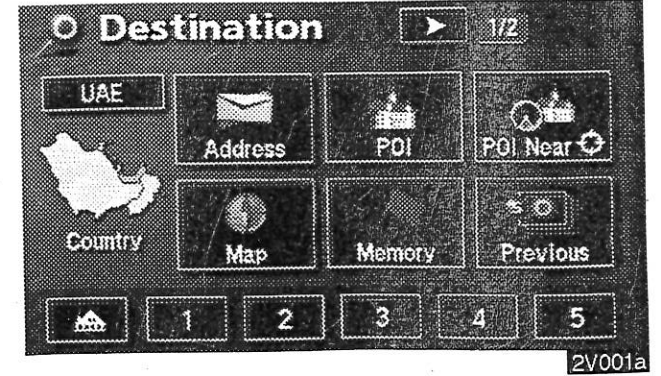 Destination 1/2
UAE
Address POI POI Near
Country Map Memory Previous
1 2 3 4 5
2V001a